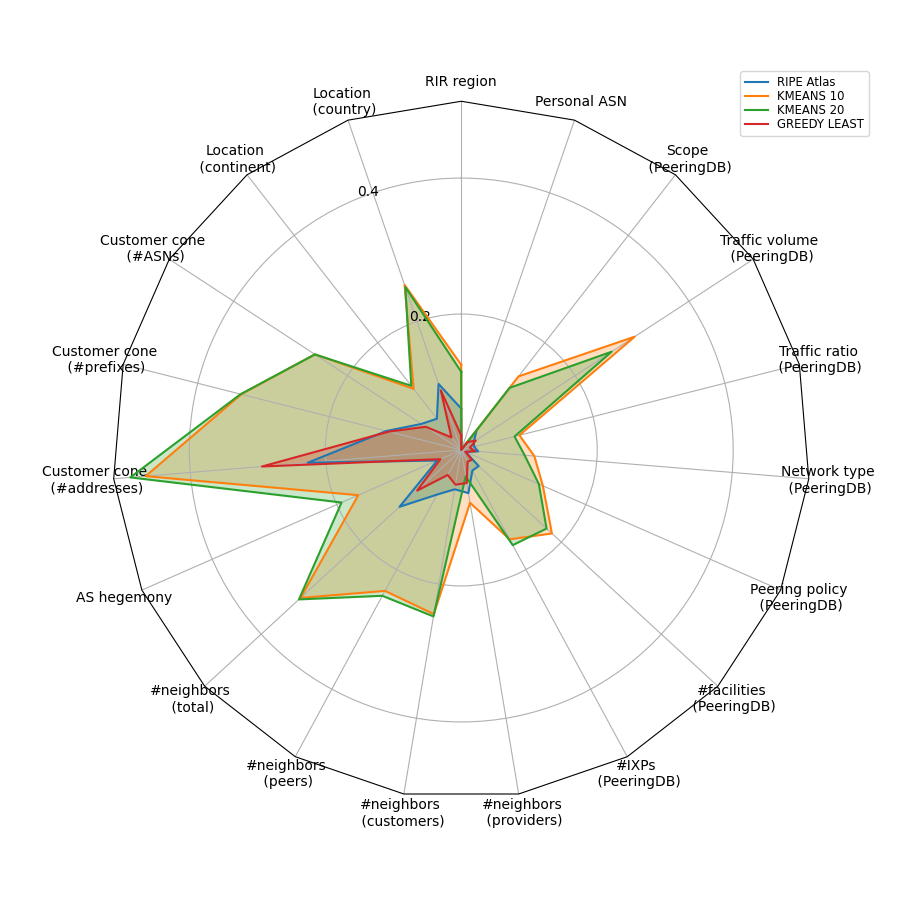 RIR region
Personal ASN
Scope
(PeeringDB)
Traffic volume
(PeeringDB)
Traffic ratio
(PeeringDB)
Network type
(PeeringDB)
Peering policy
(PeeringDB)
#facilities
(PeeringDB)
#IXPs
(PeeringDB)
#neighbors
(providers)
#neighbors
(customers)
#neighbors
(peers)
#neighbors
(total)
AS hegemony
Customer cone
(#addresses)
Customer cone
(#prefixes)
Customer cone
(#ASNs)
Location
(continent)
Location
(country)
0.4
0.2
RIPE Atlas
KMEANS 10
KMEANS 20
GREEDY LEAST